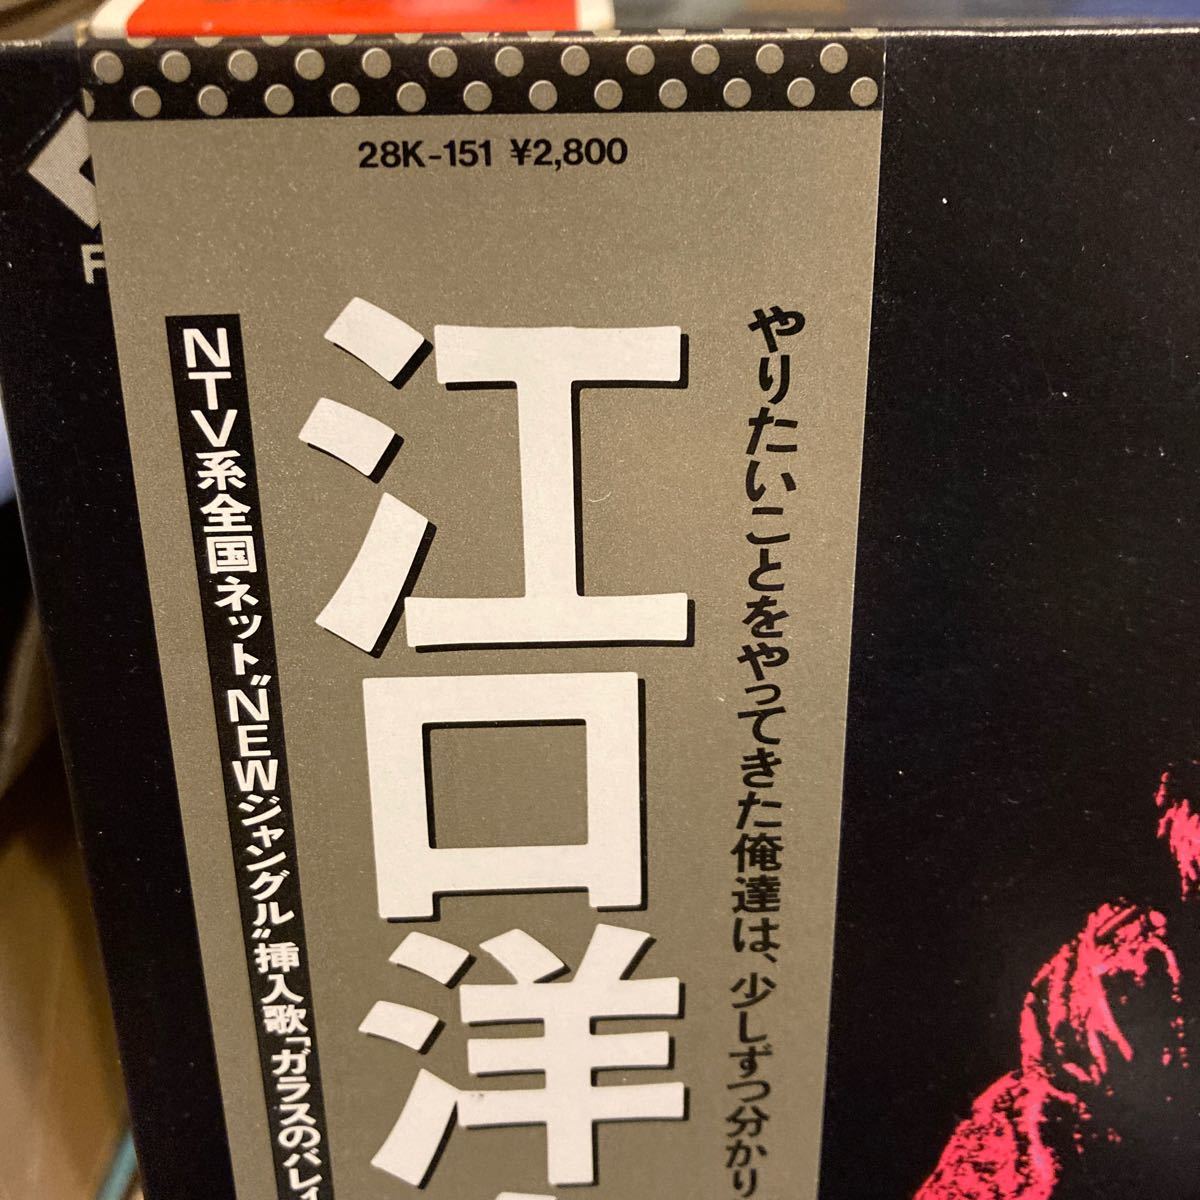 28K-151 ¥2,800
やりたいことをやってきた俺達は、少しずつ分かり
江口洋
NTV系全国ネット"NEWジャングル"挿入歌「ガラスのバレィ
F